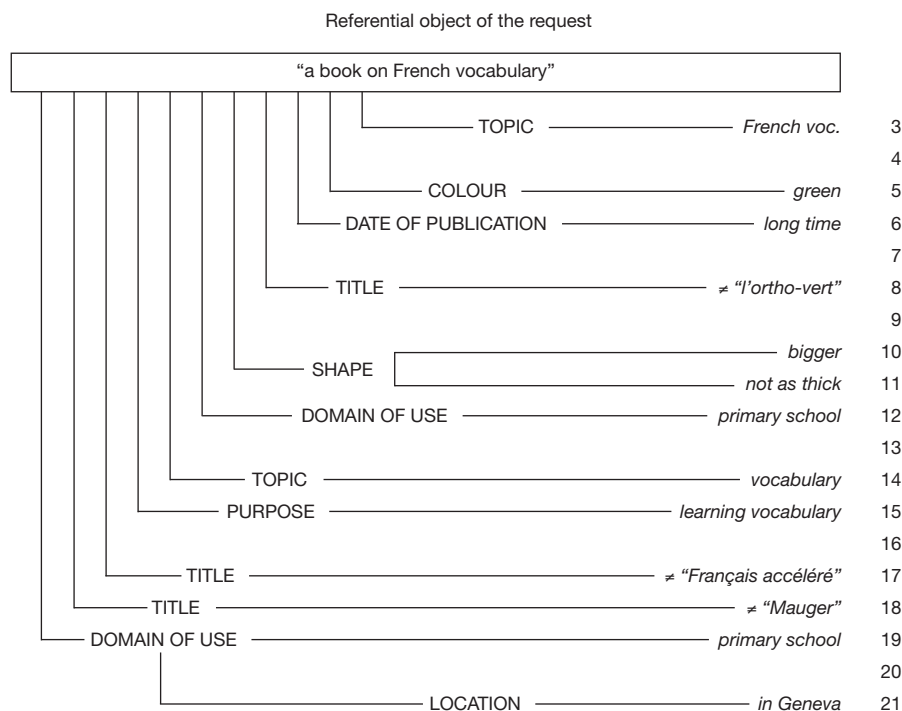 Referential object of the request
“a book on French vocabulary”
TOPIC French voc. 3
4
COLOUR green 5
DATE OF PUBLICATION long time 6
7
TITLE ≠ “l’ortho-vert” 8
9
bigger 10
SHAPE
not as thick 11
DOMAIN OF USE primary school 12
13
TOPIC vocabulary 14
PURPOSE learning vocabulary 15
16
TITLE ≠ “Français accéléré” 17
TITLE ≠ “Mauger” 18
DOMAIN OF USE primary school 19
20
LOCATION in Geneva 21